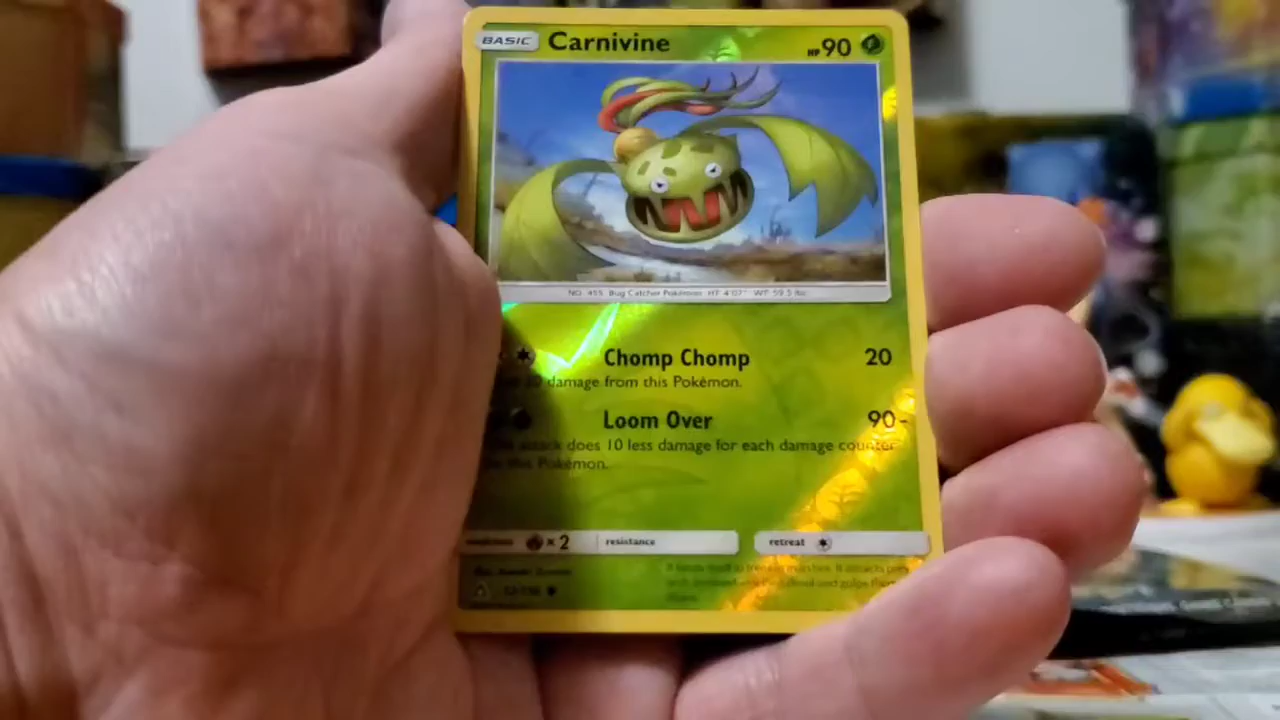 BASIC Carnivine HP 90
NO. 455 Bug Catcher Pokémon HT: 4'07" WT: 59.5 lbs.
Chomp Chomp 20
damage from this Pokémon.
Loom Over 90-
attack does 10 less damage for each damage counter
this Pokémon.
weakness ×2 resistance retreat